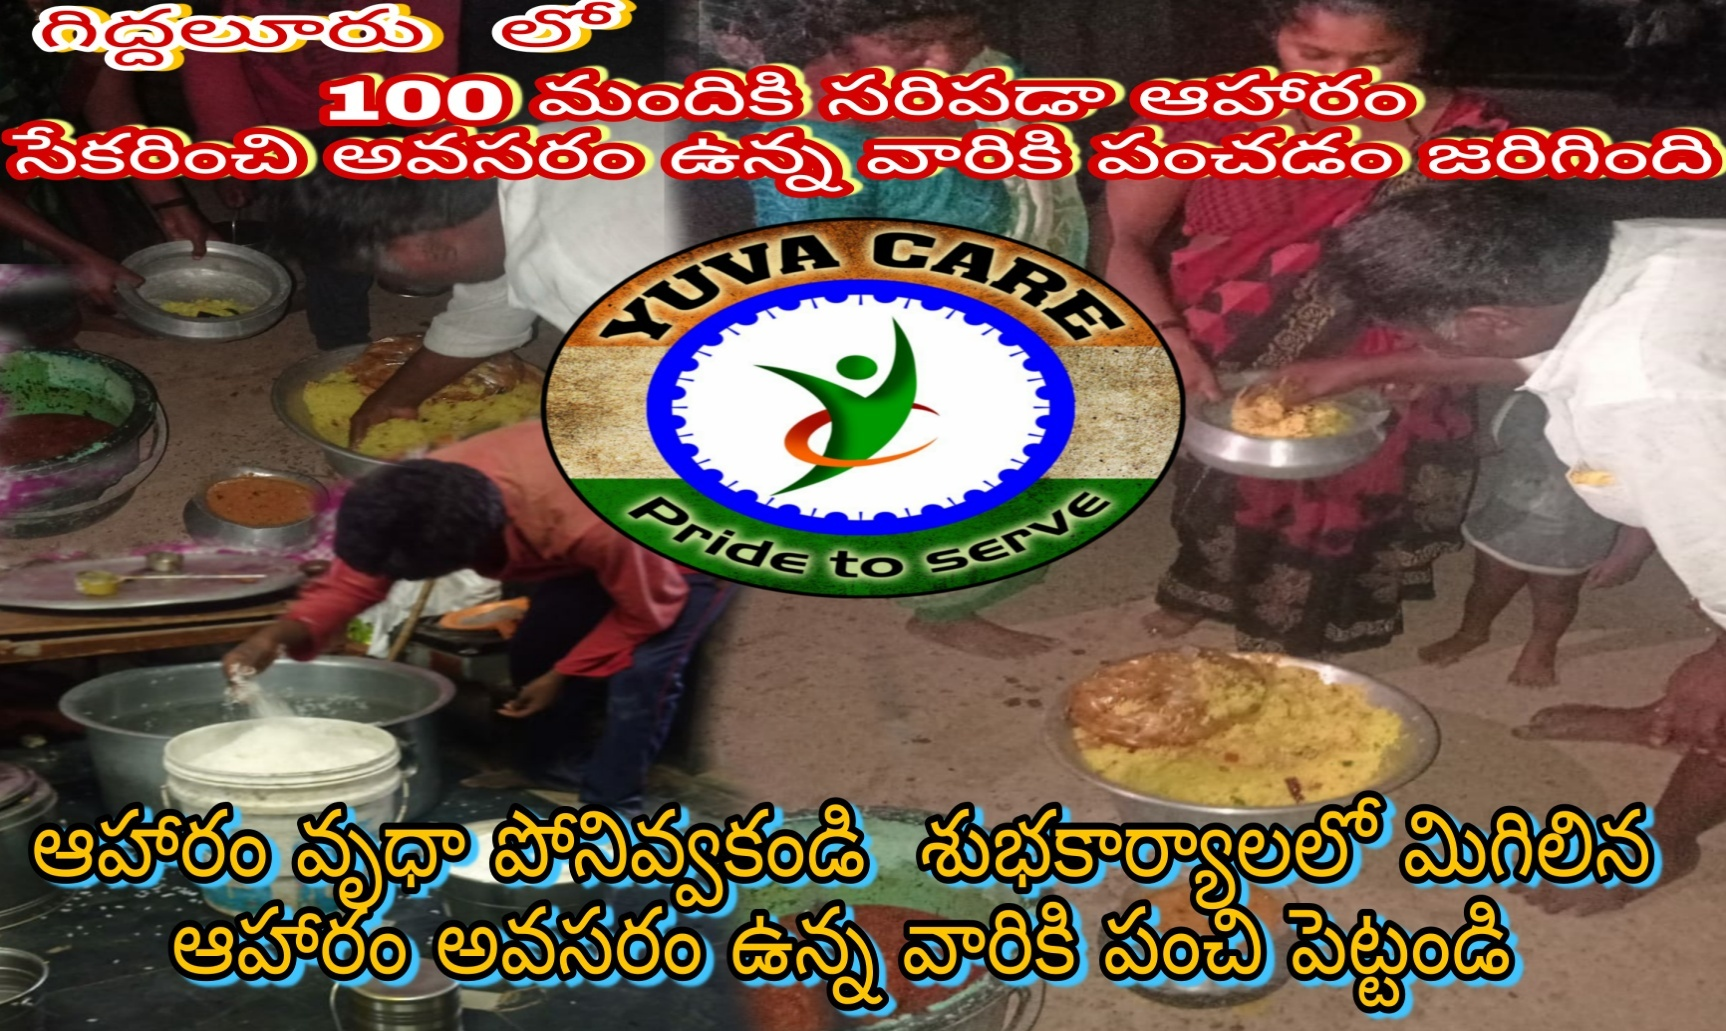 గిద్దలూరు లో
100 మందికి సరిపడా ఆహారం
సేకరించి అవసరం ఉన్న వారికి పంచడం జరిగింది
YUVA CARE
Pride to serve
ఆహారం వృధా పోనివ్వకండి శుభకార్యాలలో మిగిలిన
ఆహారం అవసరం ఉన్న వారికి పంచి పెట్టండి